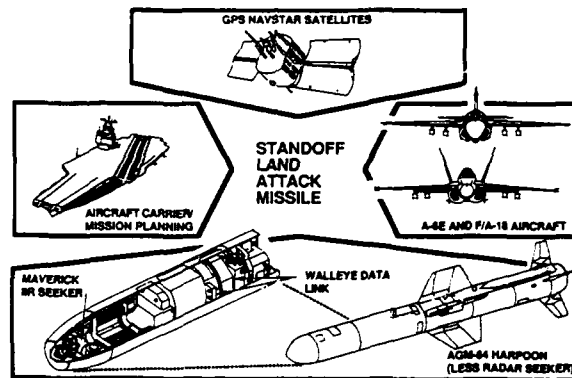 GPS NAVSTAR SATELLITES
STANDOFF
LAND
ATTACK
MISSILE
AIRCRAFT CARRIER/
MISSION PLANNING
A-6E AND F/A-18 AIRCRAFT
MAVERICK
IIR SEEKER
WALLEYE DATA
LINK
AGM-84 HARPOON
(LESS RADAR SEEKER)